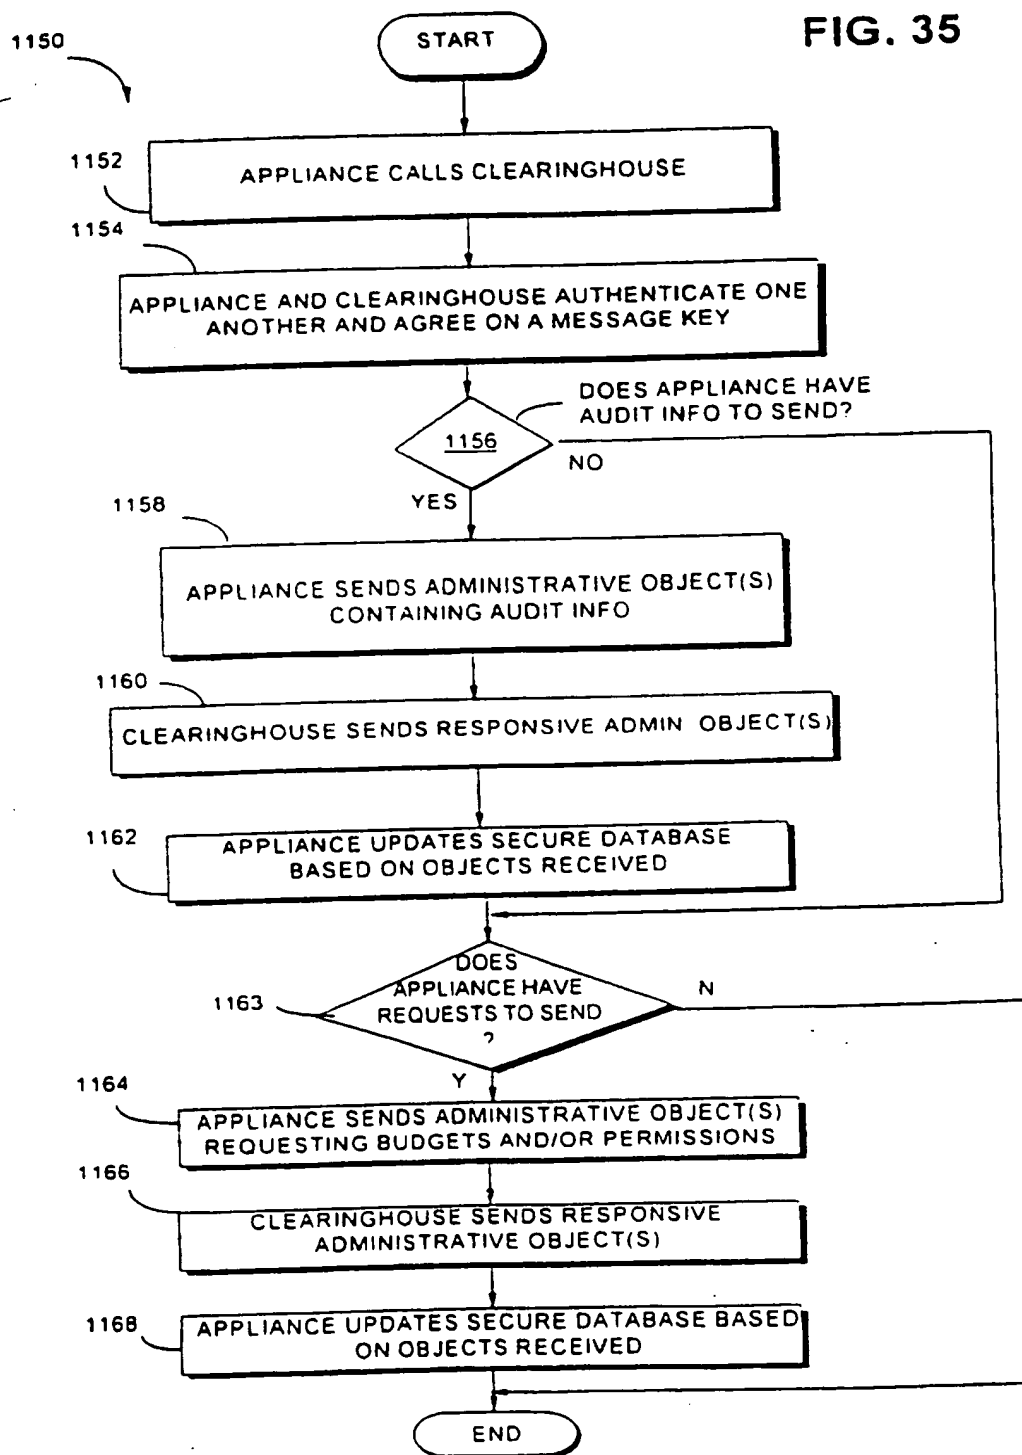 FIG. 35
1150
START
1152
APPLIANCE CALLS CLEARINGHOUSE
1154
APPLIANCE AND CLEARINGHOUSE AUTHENTICATE ONE
ANOTHER AND AGREE ON A MESSAGE KEY
DOES APPLIANCE HAVE
AUDIT INFO TO SEND?
1156
NO
YES
1158
APPLIANCE SENDS ADMINISTRATIVE OBJECT(S)
CONTAINING AUDIT INFO
1160
CLEARINGHOUSE SENDS RESPONSIVE ADMIN OBJECT(S)
1162
APPLIANCE UPDATES SECURE DATABASE
BASED ON OBJECTS RECEIVED
1163
DOES
APPLIANCE HAVE
REQUESTS TO SEND
?
N
Y
1164
APPLIANCE SENDS ADMINISTRATIVE OBJECT(S)
REQUESTING BUDGETS AND/OR PERMISSIONS
1166
CLEARINGHOUSE SENDS RESPONSIVE
ADMINISTRATIVE OBJECT(S)
1168
APPLIANCE UPDATES SECURE DATABASE BASED
ON OBJECTS RECEIVED
END